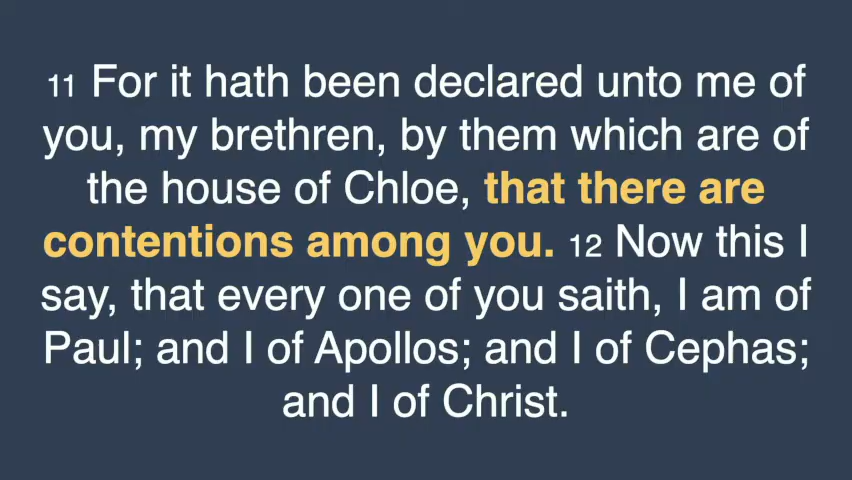 11 For it hath been declared unto me of
you, my brethren, by them which are of
the house of Chloe, that there are
contentions among you. 12 Now this I
say, that every one of you saith, I am of
Paul; and I of Apollos; and I of Cephas;
and I of Christ.